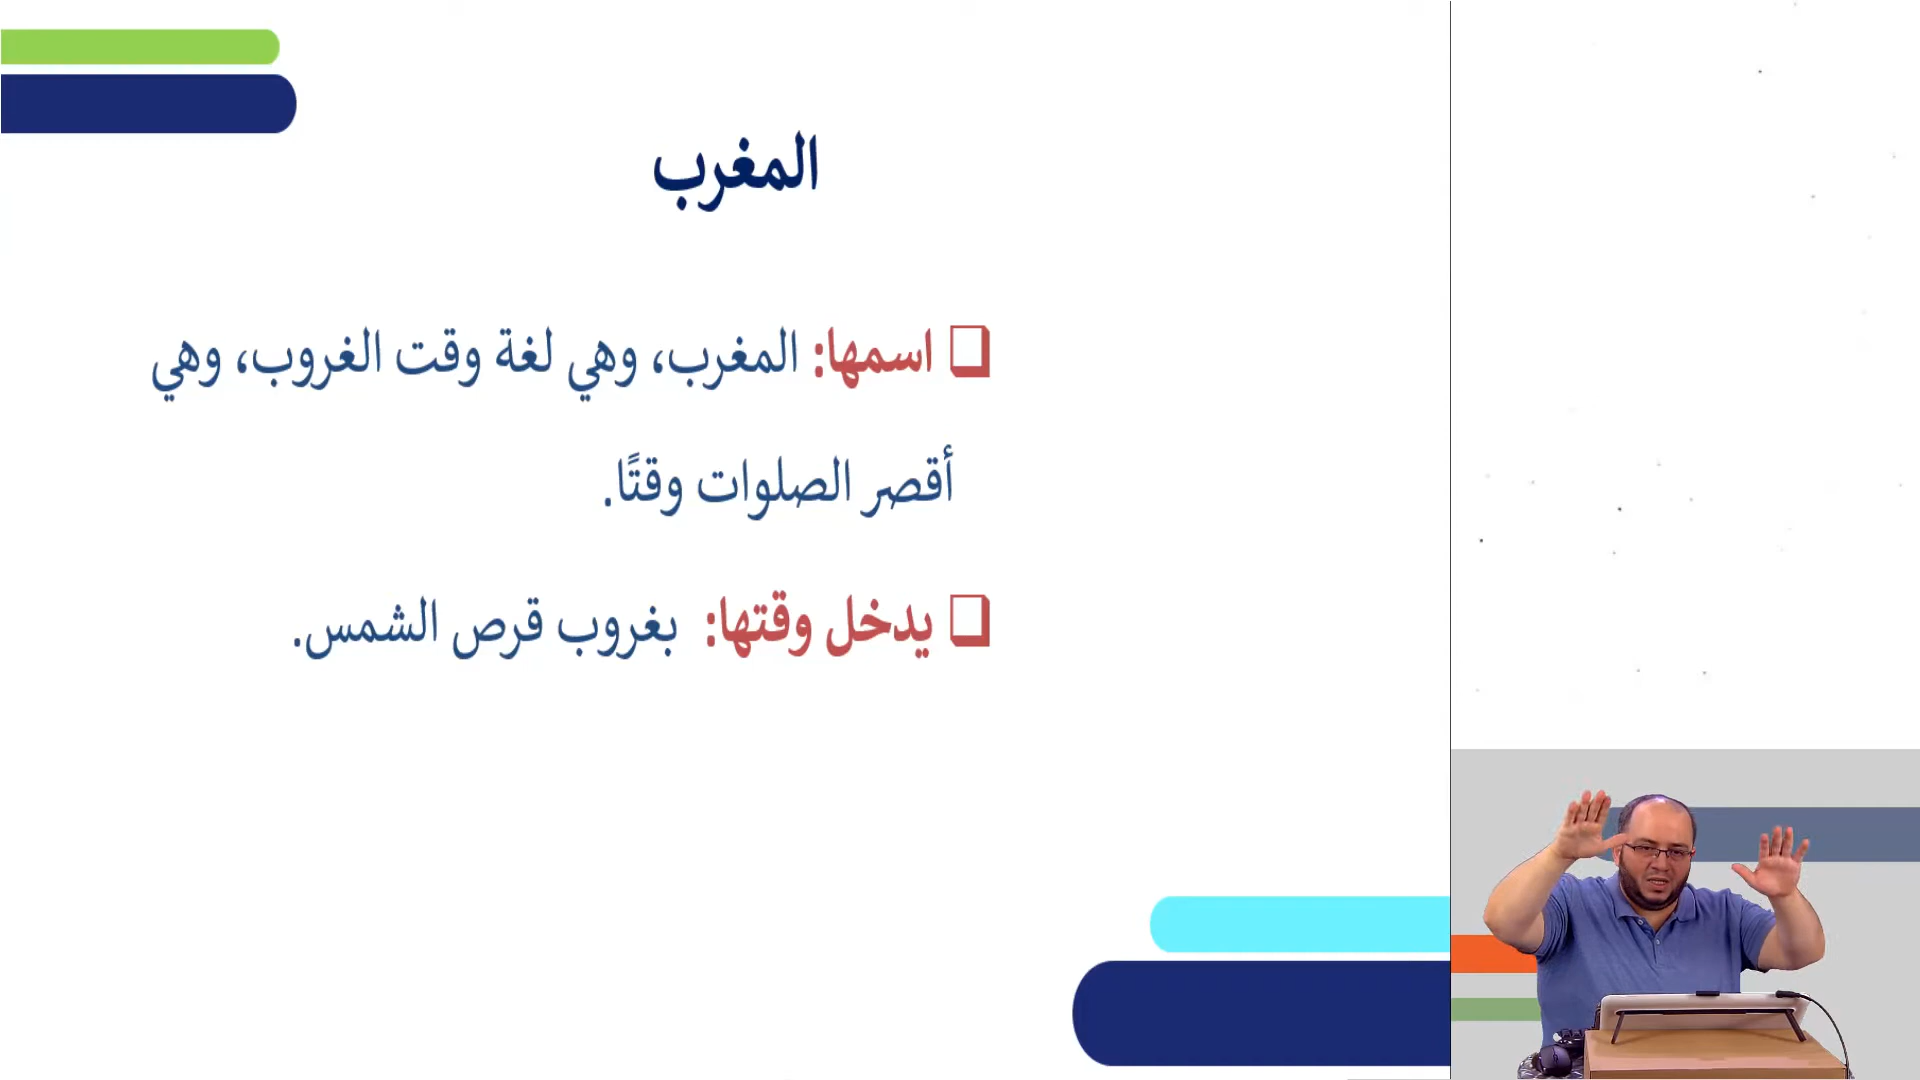 المغرب
اسمها: المغرب، وهي لغة وقت الغروب، وهي
أقصر الصلوات وقتًا.
يدخل وقتها: بغروب قرص الشمس.